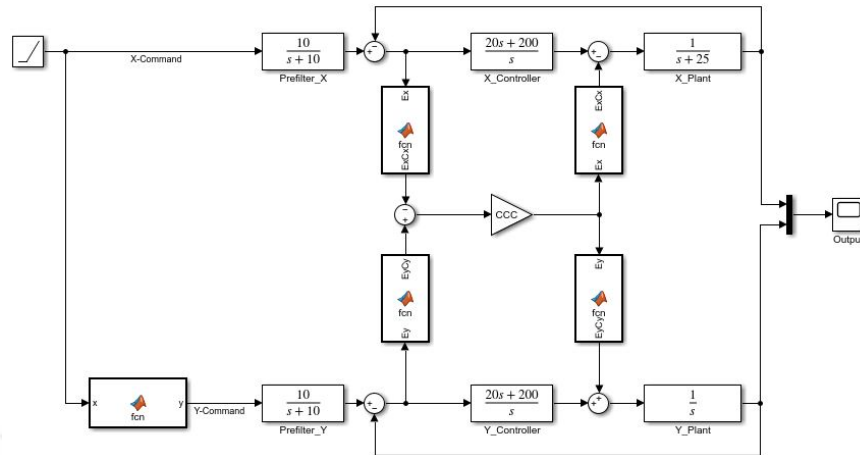 X-Command
10
s + 10
Prefilter_X
20s + 200
s
X_Controller
1
s + 25
X_Plant
Ex
fcn
ExCx
ExCx
fcn
Ex
CCC
EyCy
fcn
Ey
Ey
fcn
EyCy
Output
x
fcn
y
Y-Command
10
s + 10
Prefilter_Y
20s + 200
s
Y_Controller
1
s
Y_Plant